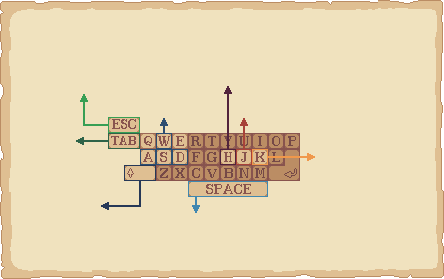 ESC
TAB Q W E R T Y U I O P
A S D F G H J K L
Z X C V B N M
SPACE